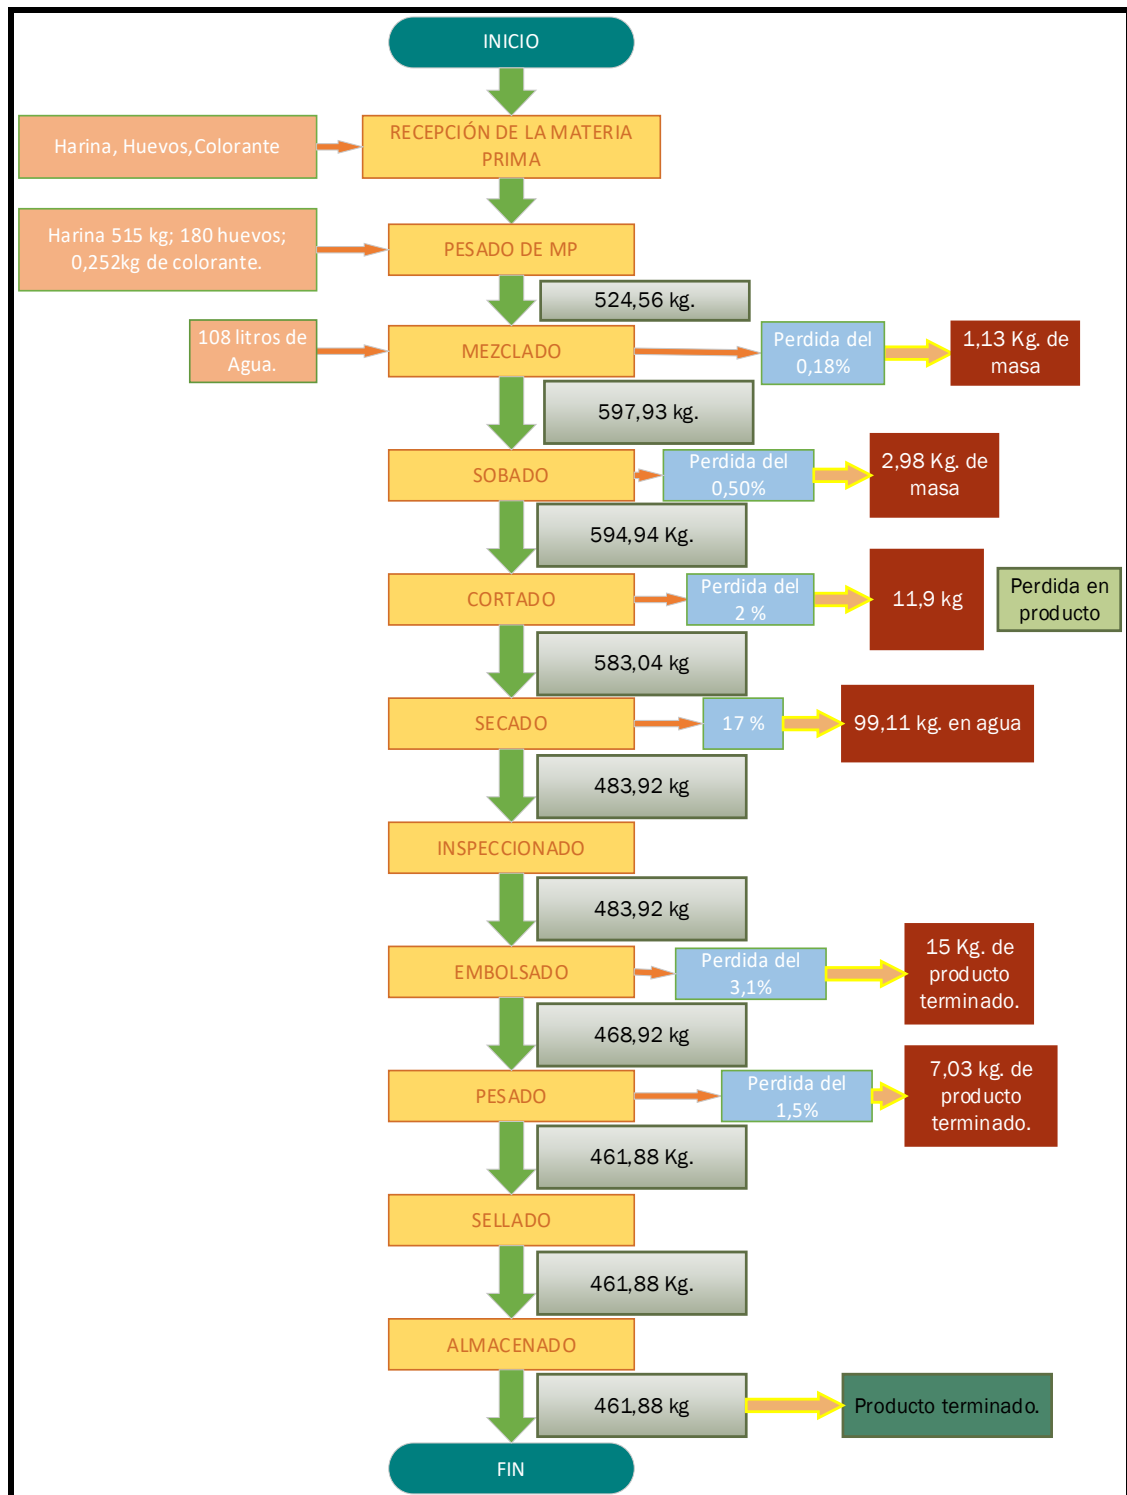 INICIO
Harina, Huevos,Colorante
RECEPCIÓN DE LA MATERIA
PRIMA
Harina 515 kg; 180 huevos;
0,252kg de colorante.
PESADO DE MP
524,56 kg.
108 litros de
Agua.
MEZCLADO
Perdida del
0,18%
1,13 Kg. de
masa
597,93 kg.
SOBADO
Perdida del
0,50%
2,98 Kg. de
masa
594,94 Kg.
CORTADO
Perdida del
2 %
11,9 kg
Perdida en
producto
583,04 kg
SECADO
17 %
99,11 kg. en agua
483,92 kg
INSPECCIONADO
483,92 kg
EMBOLSADO
Perdida del
3,1%
15 Kg. de
producto
terminado.
468,92 kg
PESADO
Perdida del
1,5%
7,03 kg. de
producto
terminado.
461,88 Kg.
SELLADO
461,88 Kg.
ALMACENADO
461,88 kg
Producto terminado.
FIN